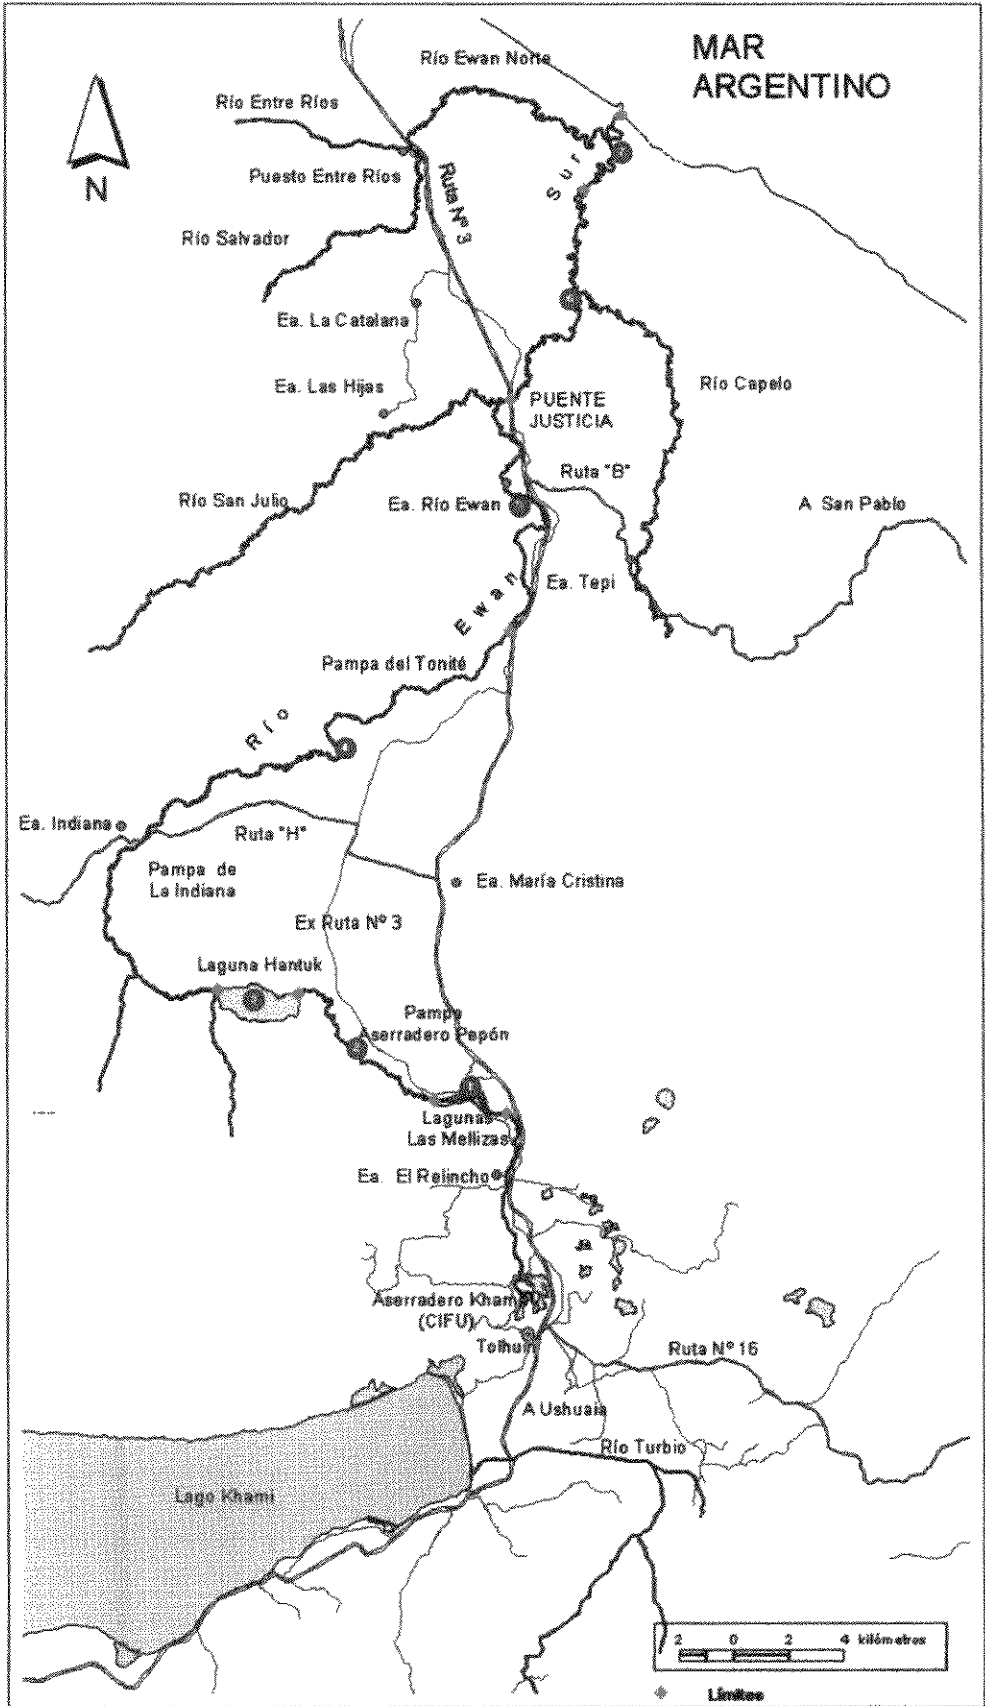 MAR
ARGENTINO
Río Ewan Norte
Río Entre Ríos
Puesto Entre Ríos
Ruta Nº 3
Sur
Río Salvador
Ea. La Catalana
Ea. Las Hijas
Río Capelo
PUENTE
JUSTICIA
Ruta "B"
Río San Julio
Ea. Río Ewan
A San Pablo
Ewan
Ea. Tepi
Pampa del Tonité
Río
Ea. Indiana
Ruta "H"
Pampa de
La Indiana
Ea. María Cristina
Ex Ruta Nº 3
Laguna Hantuk
Pampa
Aserradero Pepón
Lagunas
Las Mellizas
Ea. El Relincho
Aserradero Khami
(CIFU)
Tolhuin
Ruta Nº 16
A Ushuaia
Río Turbio
Lago Khami
2 0 2 4 kilómetros
Límites
N